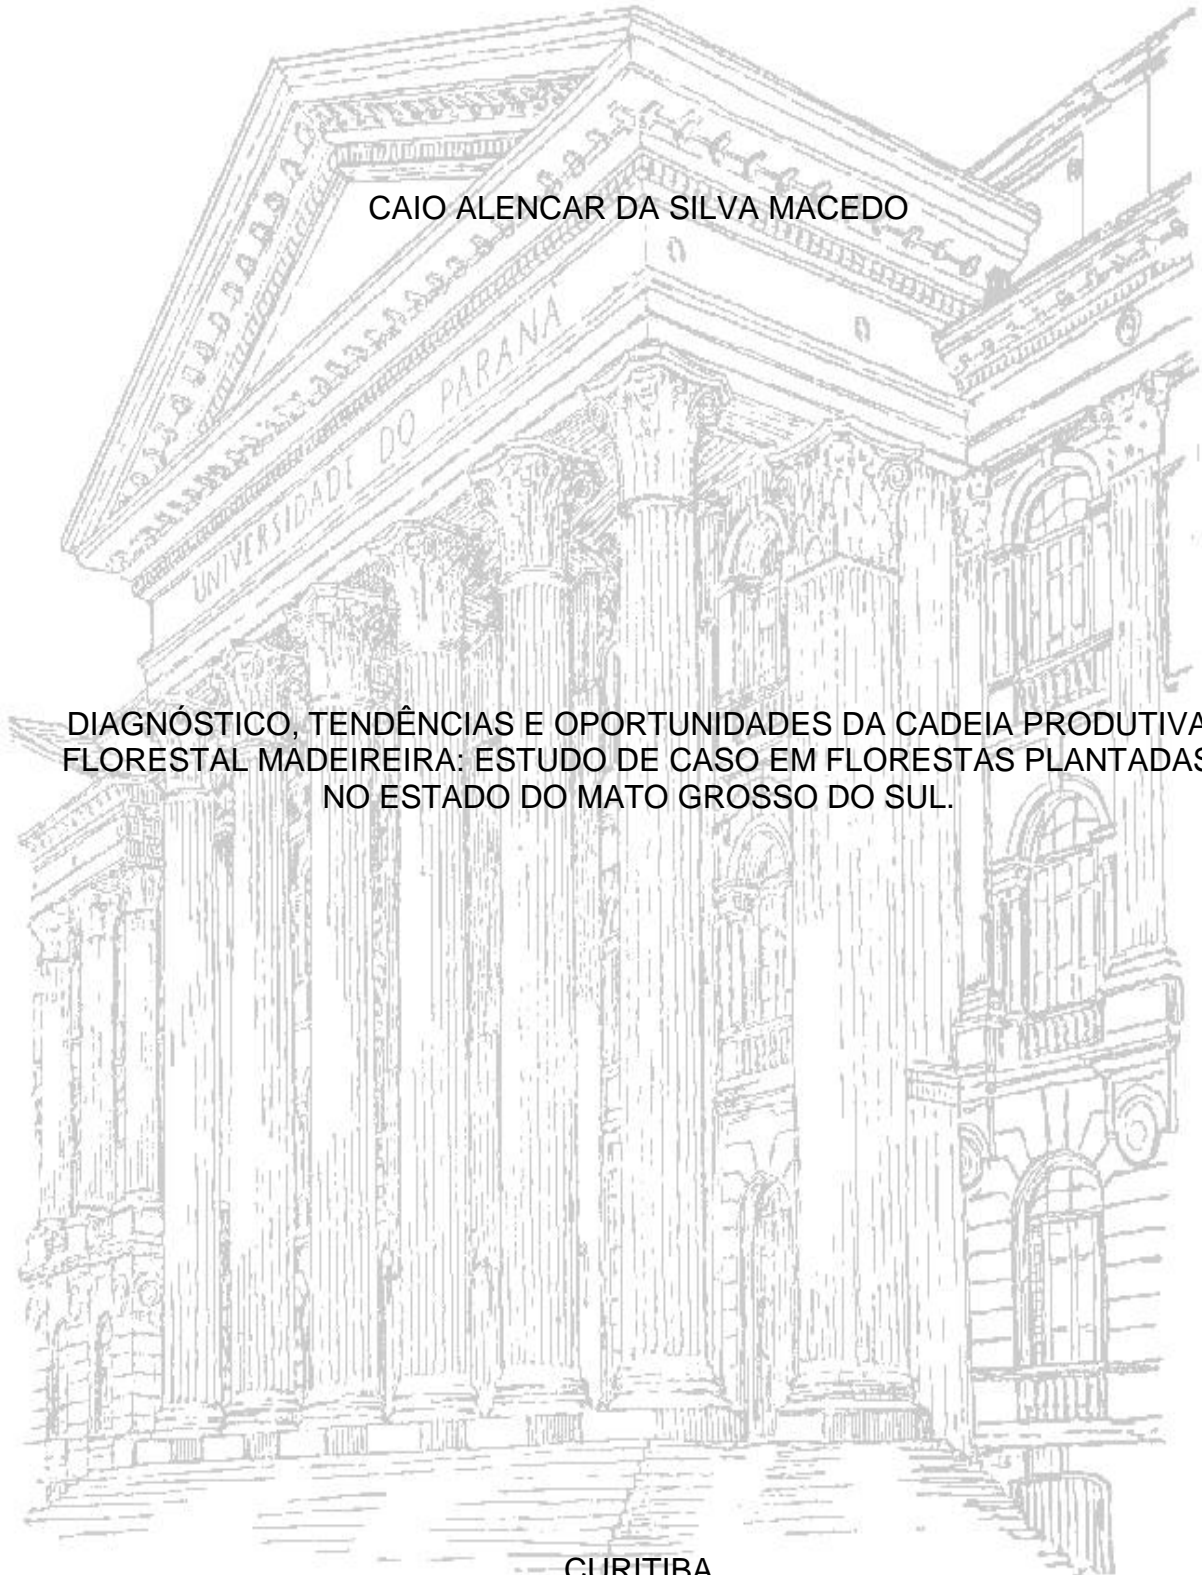 CAIO ALENCAR DA SILVA MACEDO
UNIVERSIDADE DO PARANÁ
DIAGNÓSTICO, TENDÊNCIAS E OPORTUNIDADES DA CADEIA PRODUTIVA
FLORESTAL MADEIREIRA: ESTUDO DE CASO EM FLORESTAS PLANTADAS
NO ESTADO DO MATO GROSSO DO SUL.
CURITIBA